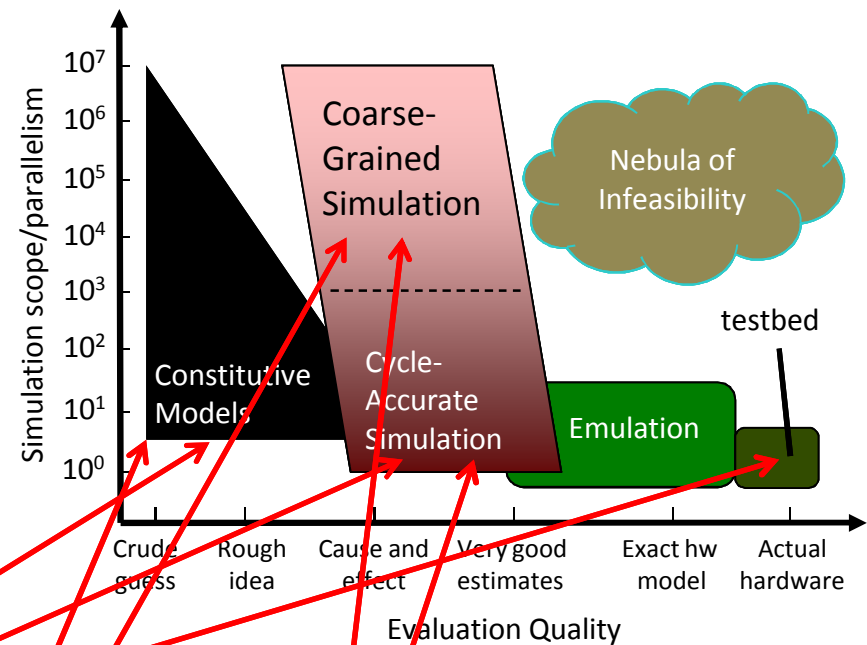 Simulation scope/parallelism
10⁷
10⁶
10⁵
10⁴
10³
10²
10¹
10⁰
Coarse-
Grained
Simulation
Nebula of
Infeasibility
testbed
Constitutive
Models
Cycle-
Accurate
Simulation
Emulation
Crude
guess
Rough
idea
Cause and
effect
Very good
estimates
Exact hw
model
Actual
hardware
Evaluation Quality